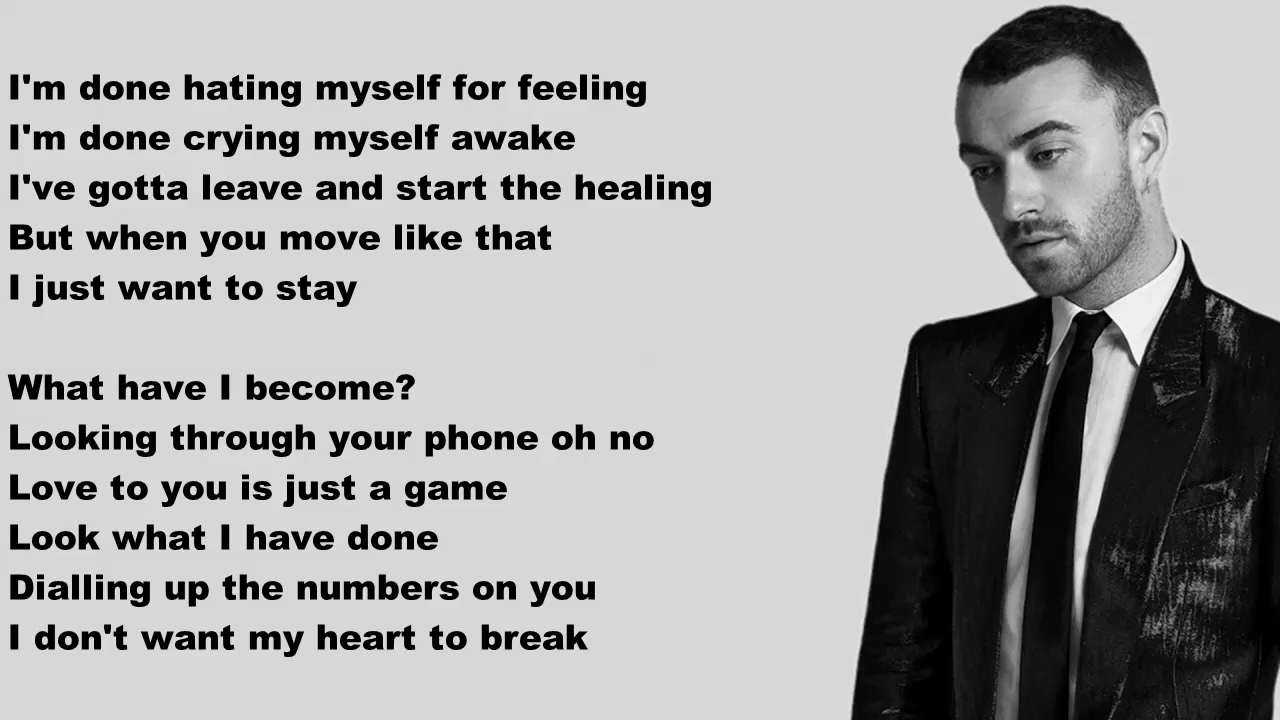 I'm done hating myself for feeling
I'm done crying myself awake
I've gotta leave and start the healing
But when you move like that
I just want to stay
What have I become?
Looking through your phone oh no
Love to you is just a game
Look what I have done
Dialling up the numbers on you
I don't want my heart to break